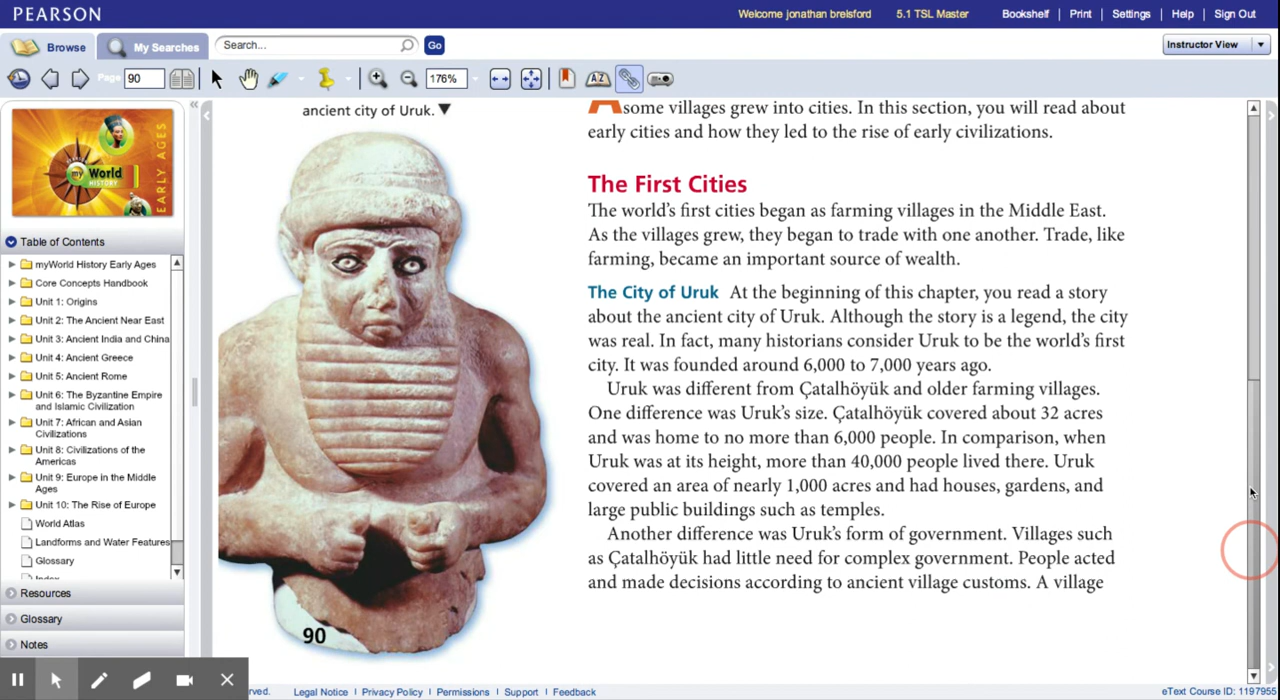 PEARSON
Welcome jonathan brelsford 5.1 TSL Master Bookshelf | Print | Settings | Help | Sign Out
Browse My Searches Search... Go Instructor View
Page 90 176%
my World HISTORY EARLY AGES
Table of Contents
myWorld History Early Ages
Core Concepts Handbook
Unit 1: Origins
Unit 2: The Ancient Near East
Unit 3: Ancient India and China
Unit 4: Ancient Greece
Unit 5: Ancient Rome
Unit 6: The Byzantine Empire
and Islamic Civilization
Unit 7: African and Asian
Civilizations
Unit 8: Civilizations of the
Americas
Unit 9: Europe in the Middle
Ages
Unit 10: The Rise of Europe
World Atlas
Landforms and Water Features
Glossary
Index
Resources
Glossary
Notes
ancient city of Uruk. ▼
90
some villages grew into cities. In this section, you will read about
early cities and how they led to the rise of early civilizations.
The First Cities
The world's first cities began as farming villages in the Middle East.
As the villages grew, they began to trade with one another. Trade, like
farming, became an important source of wealth.
The City of Uruk At the beginning of this chapter, you read a story
about the ancient city of Uruk. Although the story is a legend, the city
was real. In fact, many historians consider Uruk to be the world's first
city. It was founded around 6,000 to 7,000 years ago.
Uruk was different from Çatalhöyük and older farming villages.
One difference was Uruk's size. Çatalhöyük covered about 32 acres
and was home to no more than 6,000 people. In comparison, when
Uruk was at its height, more than 40,000 people lived there. Uruk
covered an area of nearly 1,000 acres and had houses, gardens, and
large public buildings such as temples.
Another difference was Uruk's form of government. Villages such
as Çatalhöyük had little need for complex government. People acted
and made decisions according to ancient village customs. A village
rved. Legal Notice | Privacy Policy | Permissions | Support | Feedback eText Course ID: 1197955